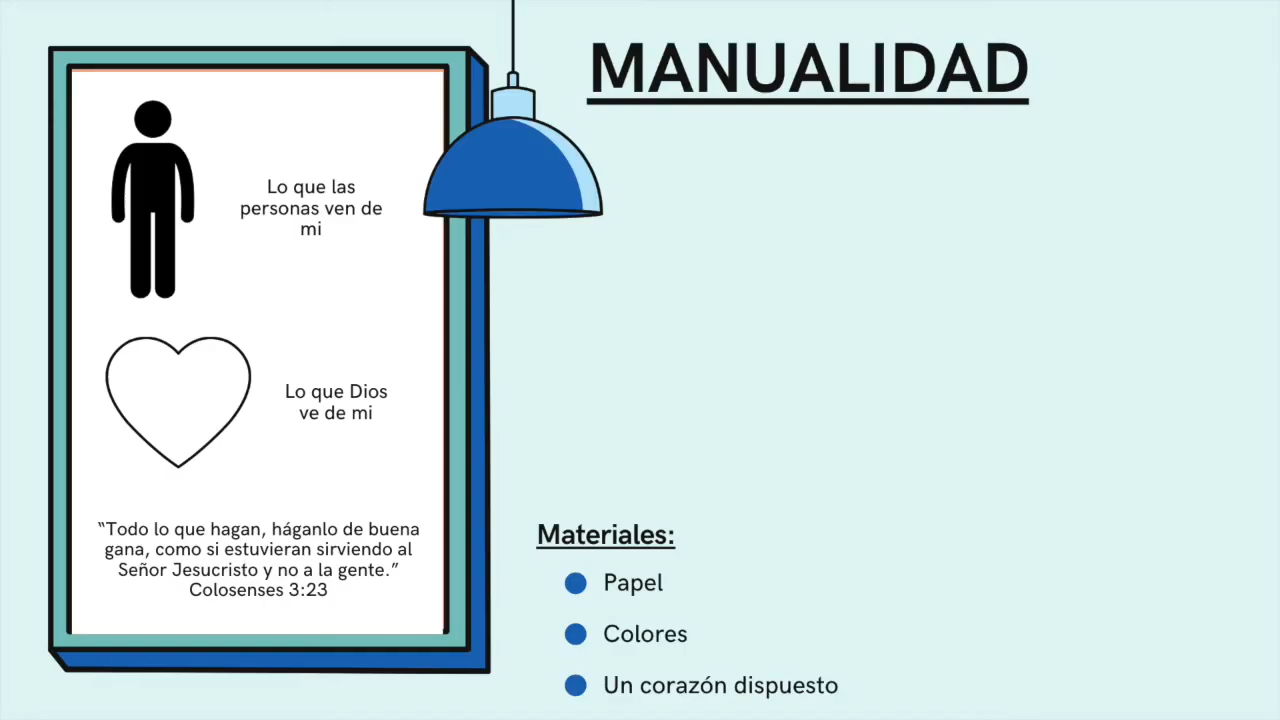 MANUALIDAD
Lo que las
personas ven de
mi
Lo que Dios
ve de mi
“Todo lo que hagan, háganlo de buena
gana, como si estuvieran sirviendo al
Señor Jesucristo y no a la gente.”
Colosenses 3:23
Materiales:
Papel
Colores
Un corazón dispuesto